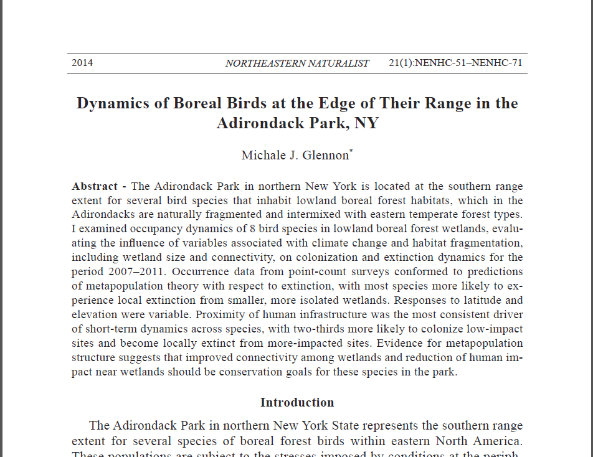 2014 NORTHEASTERN NATURALIST 21(1):NENHC-51–NENHC-71
Dynamics of Boreal Birds at the Edge of Their Range in the
Adirondack Park, NY
Michale J. Glennon*
Abstract - The Adirondack Park in northern New York is located at the southern range
extent for several bird species that inhabit lowland boreal forest habitats, which in the
Adirondacks are naturally fragmented and intermixed with eastern temperate forest types.
I examined occupancy dynamics of 8 bird species in lowland boreal forest wetlands, evalu-
ating the influence of variables associated with climate change and habitat fragmentation,
including wetland size and connectivity, on colonization and extinction dynamics for the
period 2007–2011. Occurrence data from point-count surveys conformed to predictions
of metapopulation theory with respect to extinction, with most species more likely to ex-
perience local extinction from smaller, more isolated wetlands. Responses to latitude and
elevation were variable. Proximity of human infrastructure was the most consistent driver
of short-term dynamics across species, with two-thirds more likely to colonize low-impact
sites and become locally extinct from more-impacted sites. Evidence for metapopulation
structure suggests that improved connectivity among wetlands and reduction of human im-
pact near wetlands should be conservation goals for these species in the park.
Introduction
The Adirondack Park in northern New York State represents the southern range
extent for several species of boreal forest birds within eastern North America.
These populations are subject to the stresses imposed by conditions at the periph-